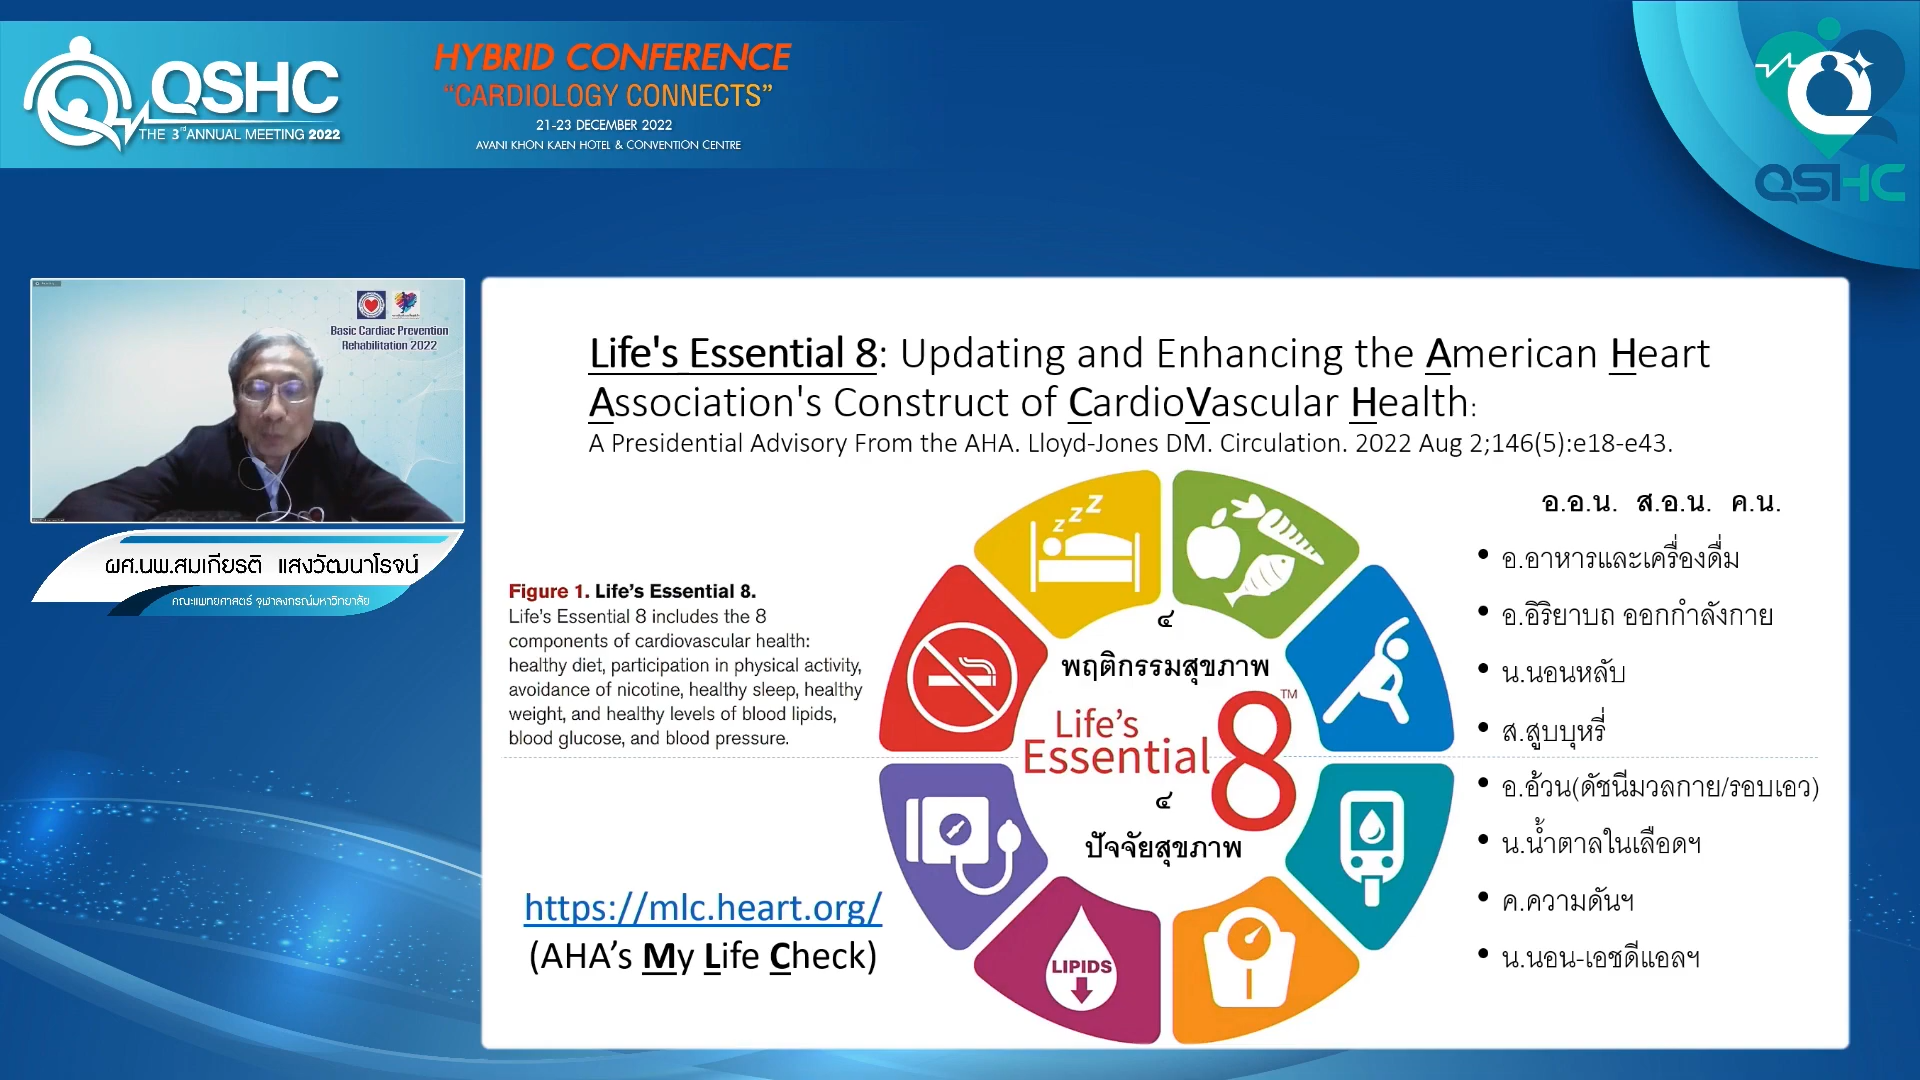 QSHC
THE 3rd ANNUAL MEETING 2022
HYBRID CONFERENCE
“CARDIOLOGY CONNECTS”
21-23 DECEMBER 2022
AVANI KHON KAEN HOTEL & CONVENTION CENTRE
QSHC
Basic Cardiac Prevention
Rehabilitation 2022
ผศ.นพ.สมเกียรติ แสงวัฒนาโรจน์
คณะแพทยศาสตร์ จุฬาลงกรณ์มหาวิทยาลัย
Life's Essential 8: Updating and Enhancing the American Heart
Association's Construct of CardioVascular Health:
A Presidential Advisory From the AHA. Lloyd-Jones DM. Circulation. 2022 Aug 2;146(5):e18-e43.
Figure 1. Life’s Essential 8.
Life’s Essential 8 includes the 8
components of cardiovascular health:
healthy diet, participation in physical activity,
avoidance of nicotine, healthy sleep, healthy
weight, and healthy levels of blood lipids,
blood glucose, and blood pressure.
https://mlc.heart.org/
(AHA’s My Life Check)
z z z
๔
พฤติกรรมสุขภาพ
Life’s
Essential 8™
๔
ปัจจัยสุขภาพ
LIPIDS
อ.อ.น. ส.อ.น. ค.น.
• อ.อาหารและเครื่องดื่ม
• อ.อิริยาบถ ออกกำลังกาย
• น.นอนหลับ
• ส.สูบบุหรี่
• อ.อ้วน(ดัชนีมวลกาย/รอบเอว)
• น.น้ำตาลในเลือดฯ
• ค.ความดันฯ
• น.นอน-เอชดีแอลฯ